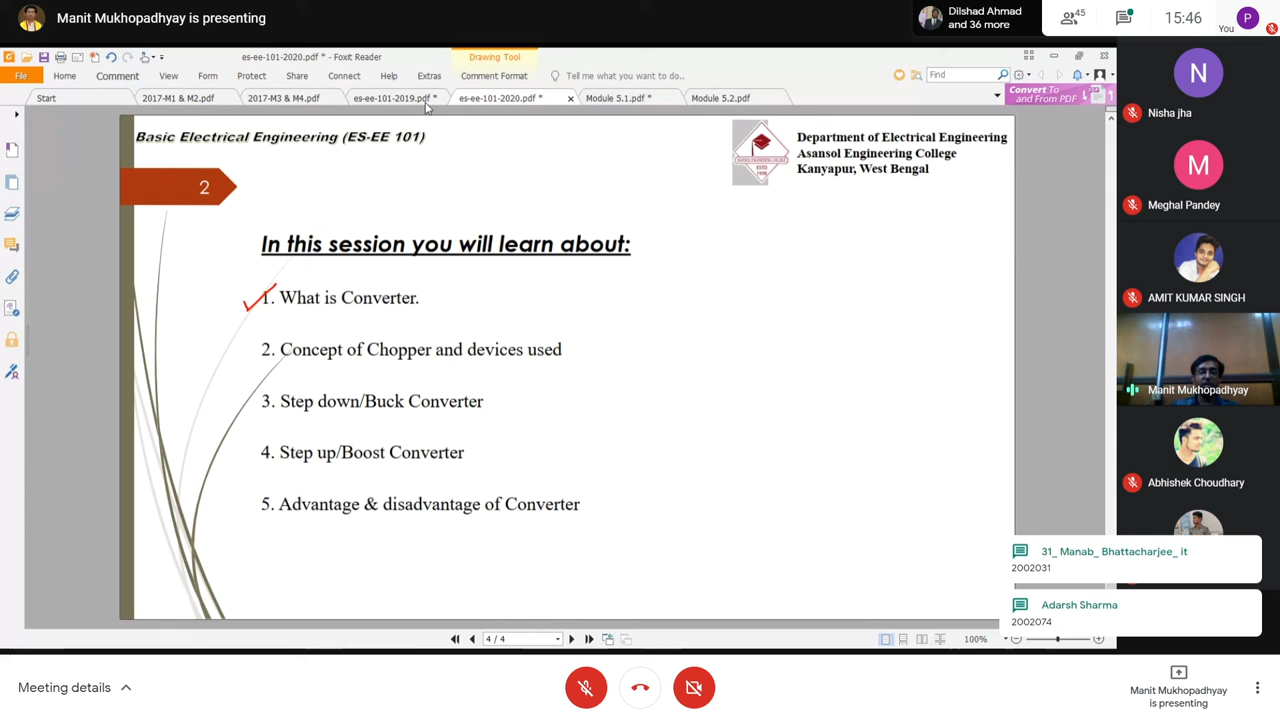 Manit Mukhopadhyay is presenting
Dilshad Ahmad
and 36 more
45
15:46
You
P
es-ee-101-2020.pdf * - Foxit Reader
Drawing Tool
File
Home
Comment
View
Form
Protect
Share
Connect
Help
Extras
Comment Format
Tell me what you want to do..
Find
Start
2017-M1 & M2.pdf
2017-M3 & M4.pdf
es-ee-101-2019.pdf *
es-ee-101-2020.pdf *
Module 5.1.pdf *
Module 5.2.pdf
Convert To
and From PDF
Basic Electrical Engineering (ES-EE 101)
Department of Electrical Engineering
Asansol Engineering College
Kanyapur, West Bengal
2
In this session you will learn about:
1. What is Converter.
2. Concept of Chopper and devices used
3. Step down/Buck Converter
4. Step up/Boost Converter
5. Advantage & disadvantage of Converter
N
Nisha jha
M
Meghal Pandey
AMIT KUMAR SINGH
Manit Mukhopadhyay
Abhishek Choudhary
31_ Manab_ Bhattacharjee_ it
2002031
Adarsh Sharma
2002074
4 / 4
100%
Meeting details
Manit Mukhopadhyay
is presenting